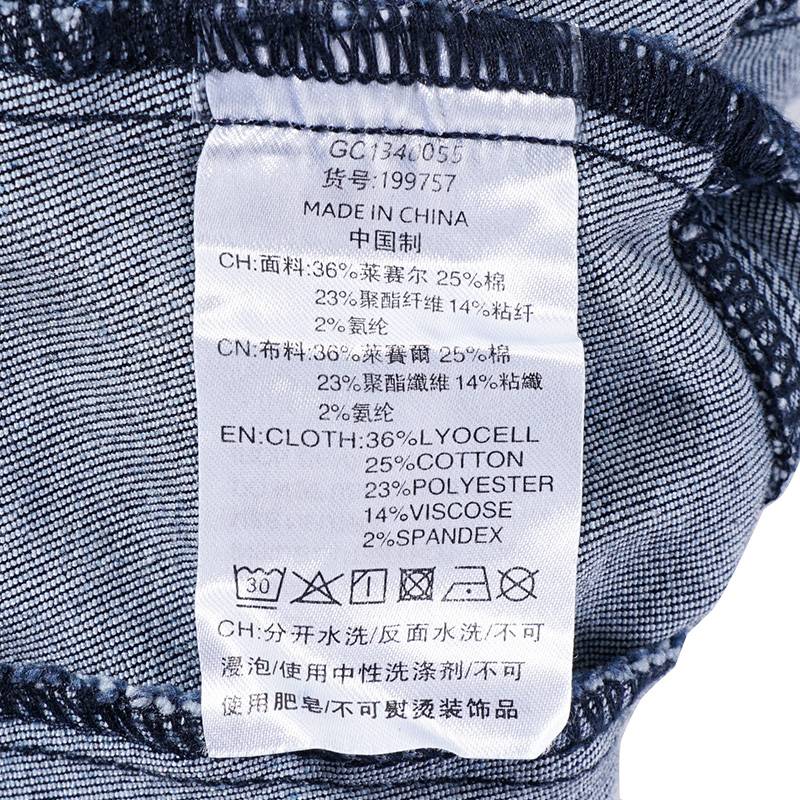 GC1340055
货号:199757
MADE IN CHINA
中国制
CH:面料:36%莱赛尔 25%棉
23%聚酯纤维 14%粘纤
2%氨纶
CN:布料:36%莱賽爾 25%棉
23%聚酯纖維 14%粘纖
2%氨纶
EN:CLOTH:36%LYOCELL
25%COTTON
23%POLYESTER
14%VISCOSE
2%SPANDEX
30
CH:分开水洗/反面水洗/不可
浸泡/使用中性洗涤剂/不可
使用肥皂/不可熨烫装饰品